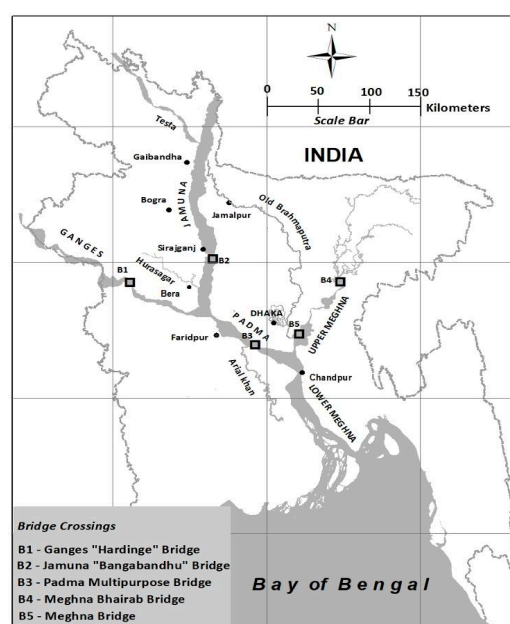 N
0 50 100 150
Kilometers
Scale Bar
Testa
INDIA
Gaibandha
JAMUNA
Bogra
Jamalpur
Old Brahmaputra
GANGES
Sirajganj
B2
Hurasagar
B1
B4
Bera
UPPER MEGHNA
DHAKA
PADMA
B5
Faridpur
B3
Arial khan
Chandpur
LOWER MEGHNA
Bridge Crossings
B1 - Ganges "Hardinge" Bridge
B2 - Jamuna "Bangabandhu" Bridge
B3 - Padma Multipurpose Bridge
B4 - Meghna Bhairab Bridge
B5 - Meghna Bridge
Bay of Bengal